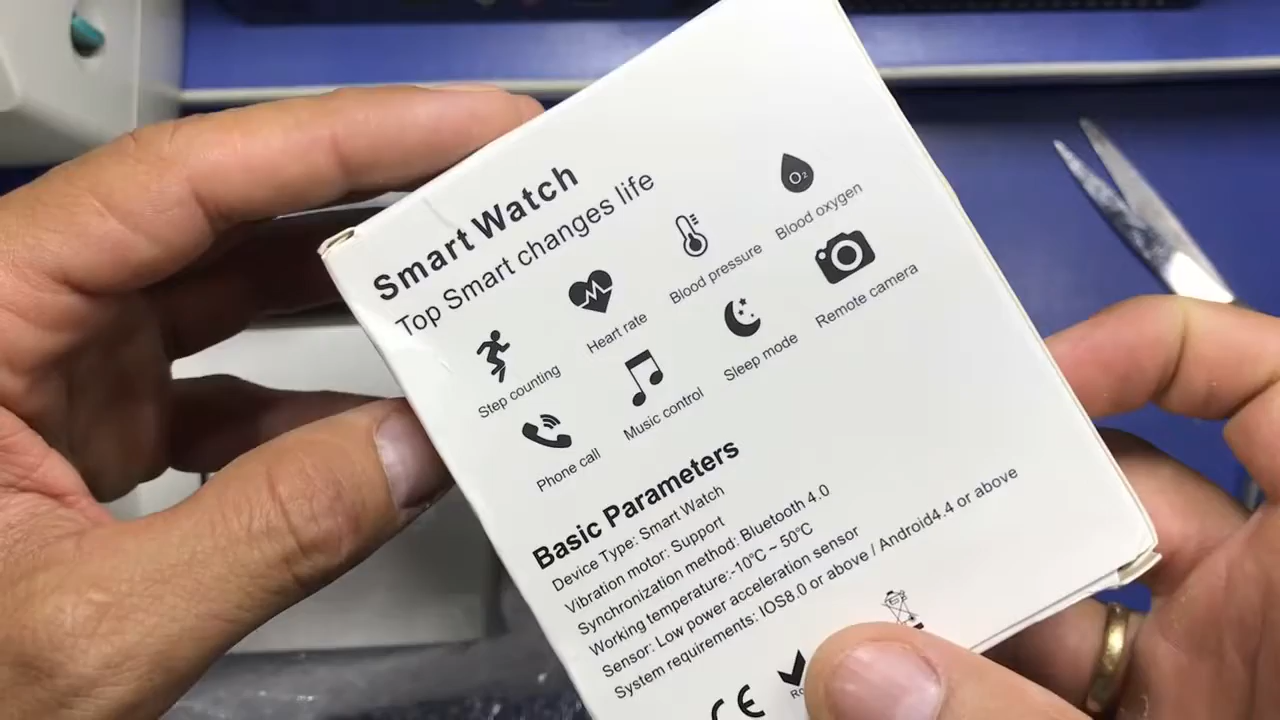 Smart Watch
Top Smart changes life
O2
Step counting
Heart rate
Blood pressure
Blood oxygen
Phone call
Music control
Sleep mode
Remote camera
Basic Parameters
Device Type: Smart Watch
Vibration motor: Support
Synchronization method: Bluetooth 4.0
Working temperature:-10℃ ~ 50℃
Sensor: Low power acceleration sensor
System requirements: IOS8.0 or above / Android4.4 or above
CE